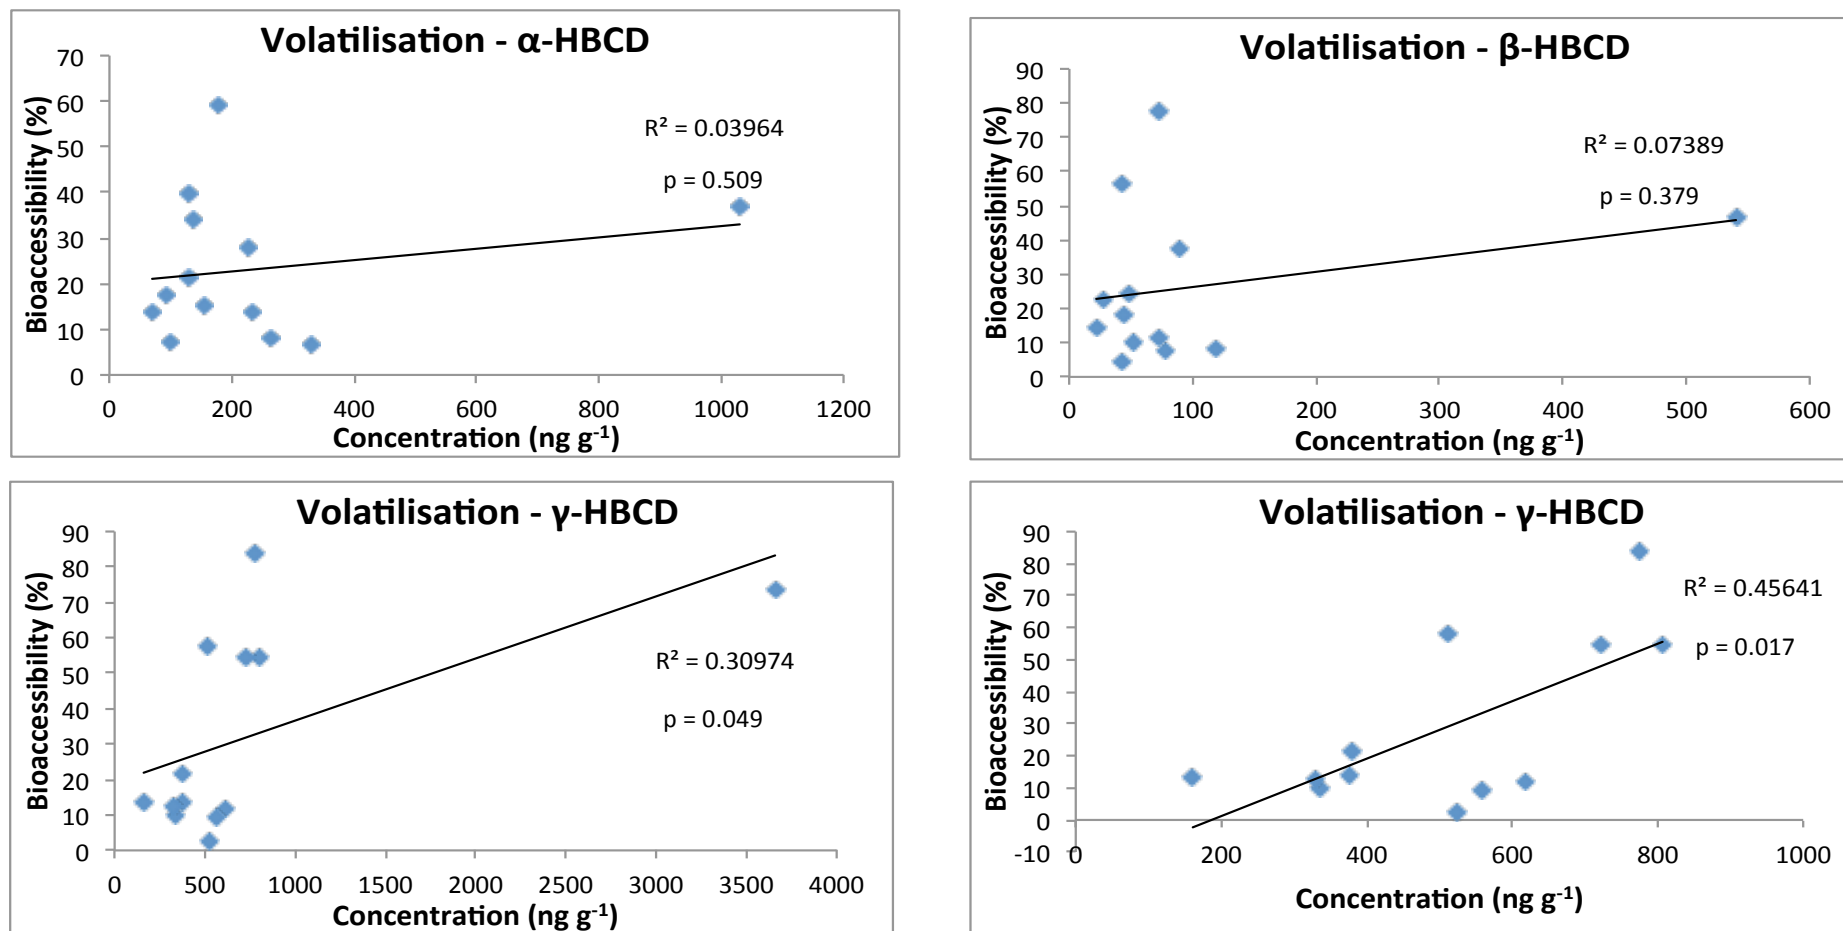 Volatilisation - α-HBCD
70
60
50
40
30
20
10
0
Bioaccessibility (%)
R² = 0.03964
p = 0.509
0 200 400 600 800 1000 1200
Concentration (ng g⁻¹)
Volatilisation - β-HBCD
90
80
70
60
50
40
30
20
10
0
Bioaccessibility (%)
R² = 0.07389
p = 0.379
0 100 200 300 400 500 600
Concentration (ng g⁻¹)
Volatilisation - γ-HBCD
90
80
70
60
50
40
30
20
10
0
Bioaccessibility (%)
R² = 0.30974
p = 0.049
0 500 1000 1500 2000 2500 3000 3500 4000
Concentration (ng g⁻¹)
Volatilisation - γ-HBCD
90
80
70
60
50
40
30
20
10
0
-10
Bioaccessibility (%)
R² = 0.45641
p = 0.017
0 200 400 600 800 1000
Concentration (ng g⁻¹)